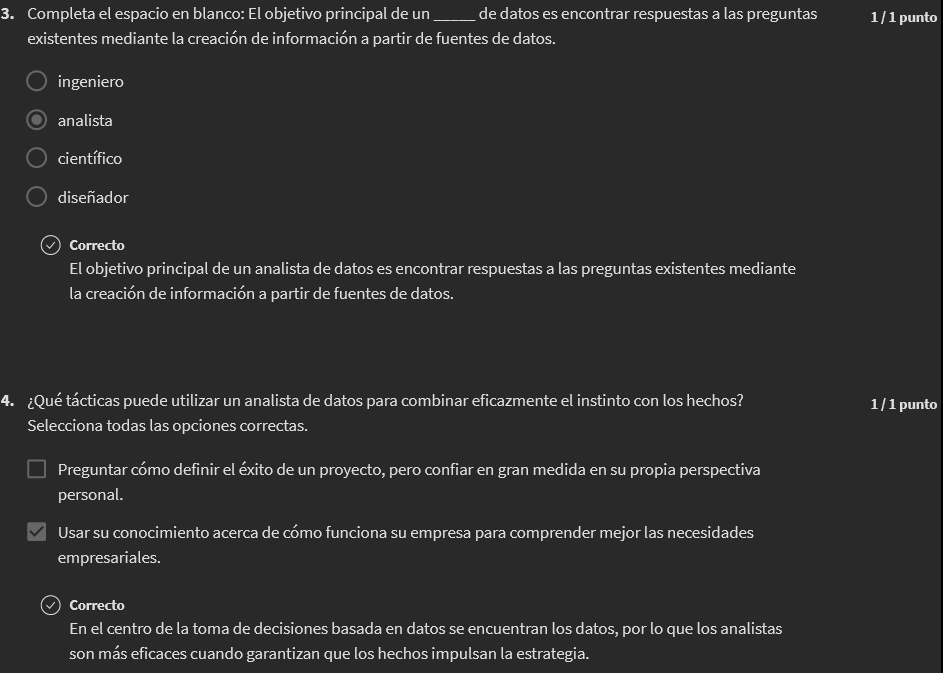 3. Completa el espacio en blanco: El objetivo principal de un _____ de datos es encontrar respuestas a las preguntas 1 / 1 punto
existentes mediante la creación de información a partir de fuentes de datos.
ingeniero
analista
científico
diseñador
Correcto
El objetivo principal de un analista de datos es encontrar respuestas a las preguntas existentes mediante
la creación de información a partir de fuentes de datos.
4. ¿Qué tácticas puede utilizar un analista de datos para combinar eficazmente el instinto con los hechos? 1 / 1 punto
Selecciona todas las opciones correctas.
Preguntar cómo definir el éxito de un proyecto, pero confiar en gran medida en su propia perspectiva
personal.
Usar su conocimiento acerca de cómo funciona su empresa para comprender mejor las necesidades
empresariales.
Correcto
En el centro de la toma de decisiones basada en datos se encuentran los datos, por lo que los analistas
son más eficaces cuando garantizan que los hechos impulsan la estrategia.